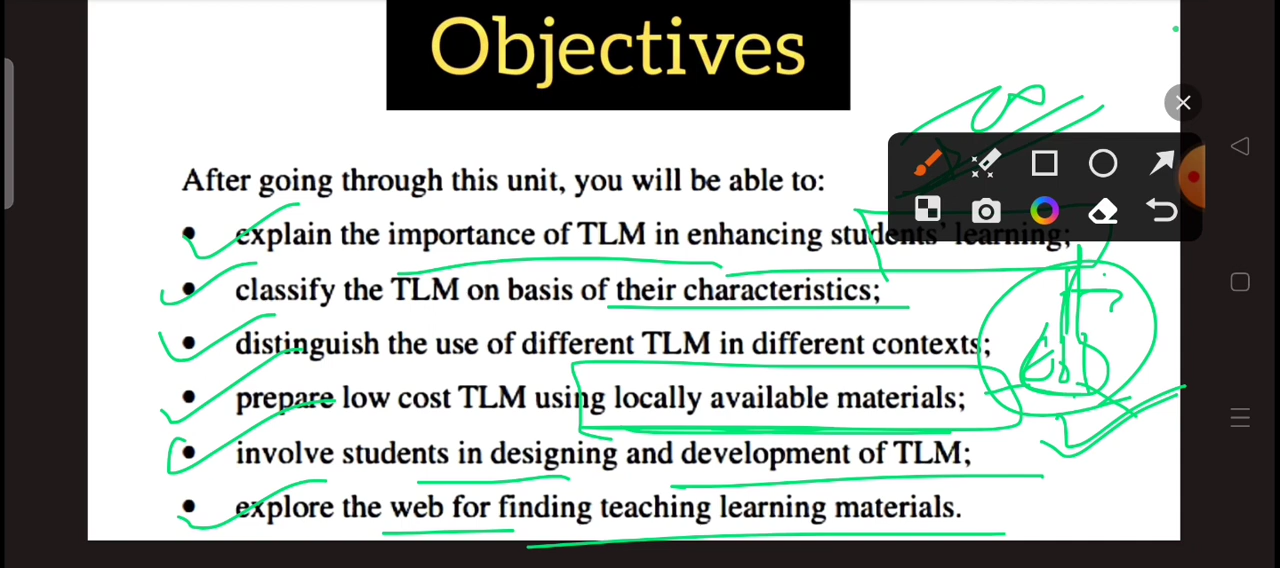 Objectives
After going through this unit, you will be able to:
• explain the importance of TLM in enhancing students' learning;
• classify the TLM on basis of their characteristics;
• distinguish the use of different TLM in different contexts;
• prepare low cost TLM using locally available materials;
• involve students in designing and development of TLM;
• explore the web for finding teaching learning materials.